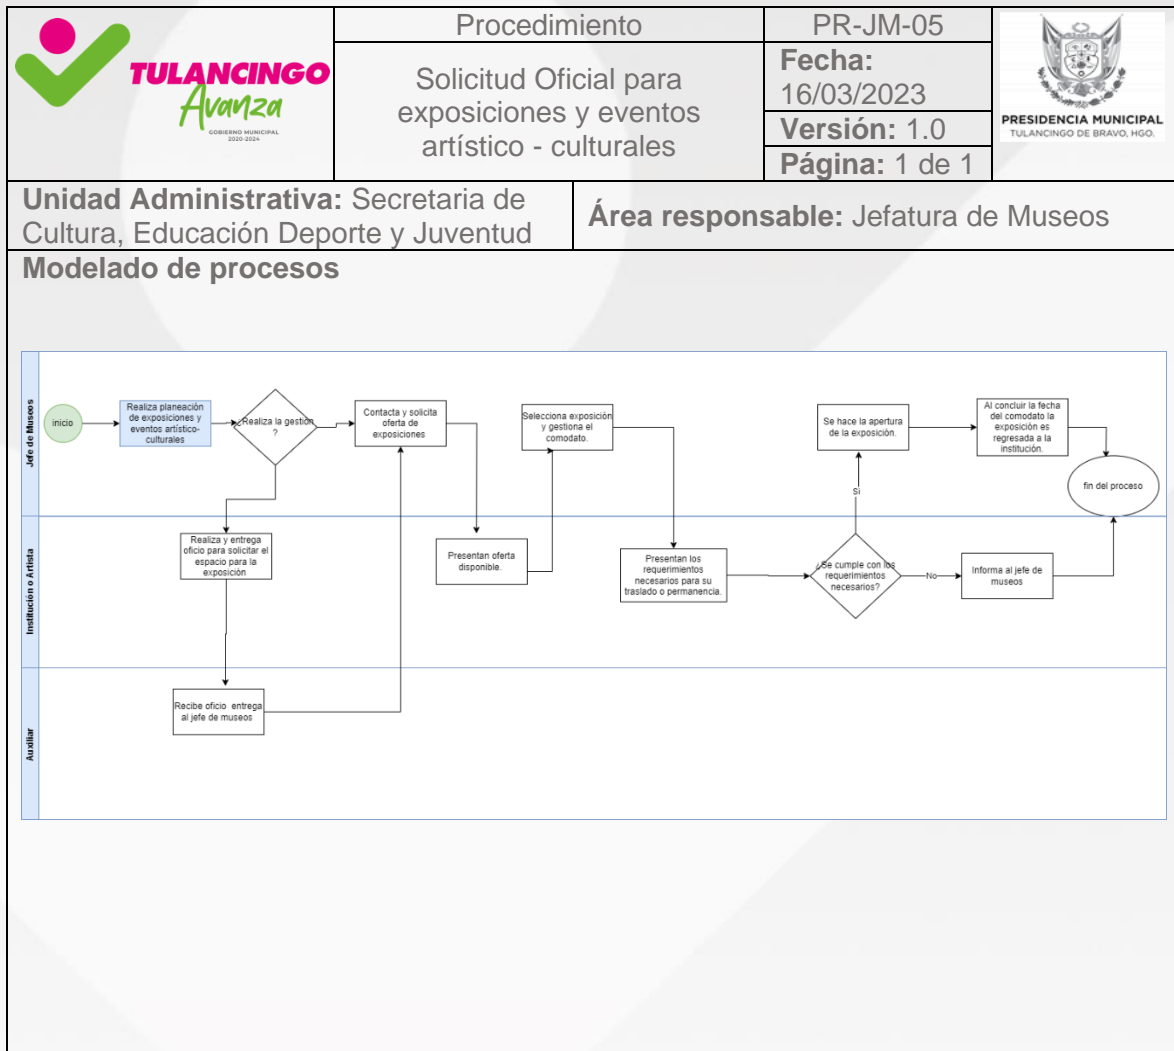 TULANCINGO
Avanza
GOBIERNO MUNICIPAL
2020-2024
Procedimiento
Solicitud Oficial para
exposiciones y eventos
artístico - culturales
PR-JM-05
Fecha:
16/03/2023
Versión: 1.0
Página: 1 de 1
PRESIDENCIA MUNICIPAL
TULANCINGO DE BRAVO, HGO.
Unidad Administrativa: Secretaria de
Cultura, Educación Deporte y Juventud
Área responsable: Jefatura de Museos
Modelado de procesos
Jefe de Museos
inicio
Realiza planeación
de exposiciones y
eventos artístico-
culturales
¿Realiza la gestión
?
Contacta y solicita
oferta de
exposiciones
Selecciona exposición
y gestiona el
comodato.
Se hace la apertura
de la exposición.
Al concluir la fecha
del comodato la
exposición es
regresada a la
institución.
fin del proceso
Si
Institución o Artista
Realiza y entrega
oficio para solicitar el
espacio para la
exposición
Presentan oferta
disponible.
Presentan los
requerimientos
necesarios para su
traslado o permanencia.
¿Se cumple con los
requerimientos
necesarios?
No
Informa al jefe de
museos
Auxiliar
Recibe oficio entrega
al jefe de museos